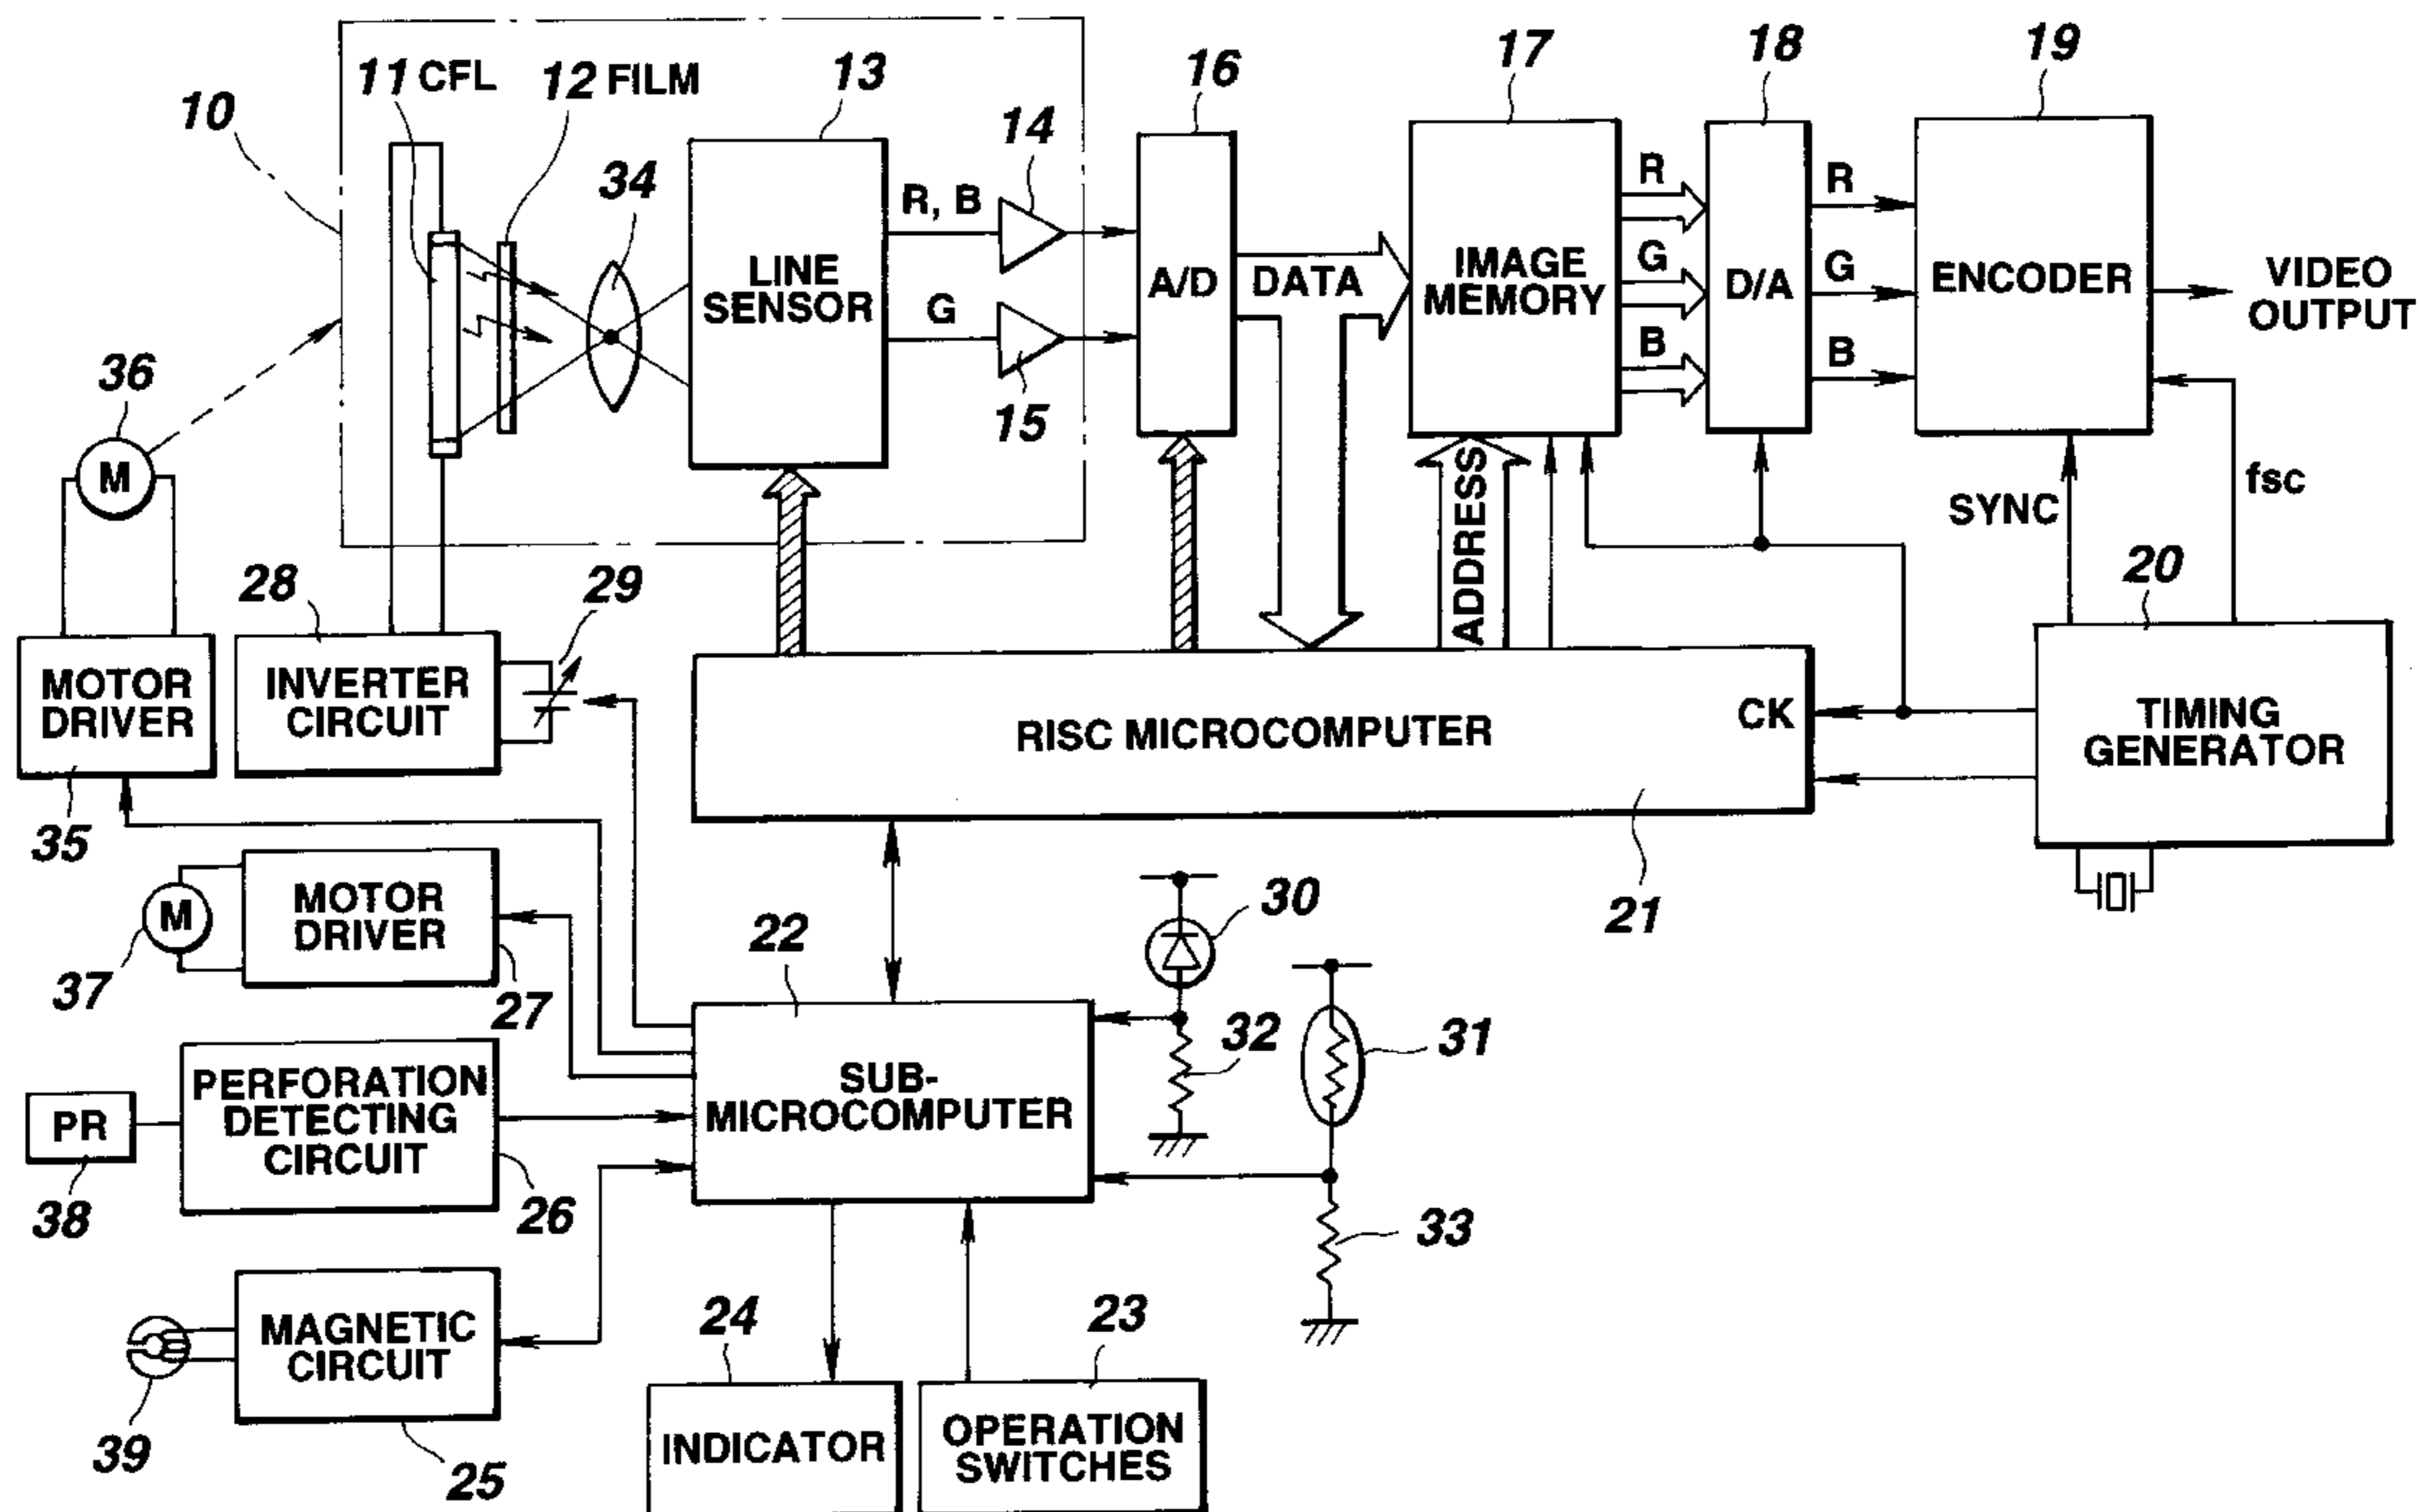 10
11 CFL
12 FILM
34
13
LINE
SENSOR
R, B
G
14
15
16
A/D
DATA
17
IMAGE
MEMORY
R
G
B
18
D/A
R
G
B
19
ENCODER
VIDEO
OUTPUT
36
M
ADDRESS
SYNC
fsc
28
INVERTER
CIRCUIT
29
MOTOR
DRIVER
35
RISC MICROCOMPUTER
CK
21
20
TIMING
GENERATOR
M
37
MOTOR
DRIVER
27
22
SUB-
MICROCOMPUTER
30
32
31
33
PR
38
PERFORATION
DETECTING
CIRCUIT
26
39
MAGNETIC
CIRCUIT
25
24
INDICATOR
23
OPERATION
SWITCHES